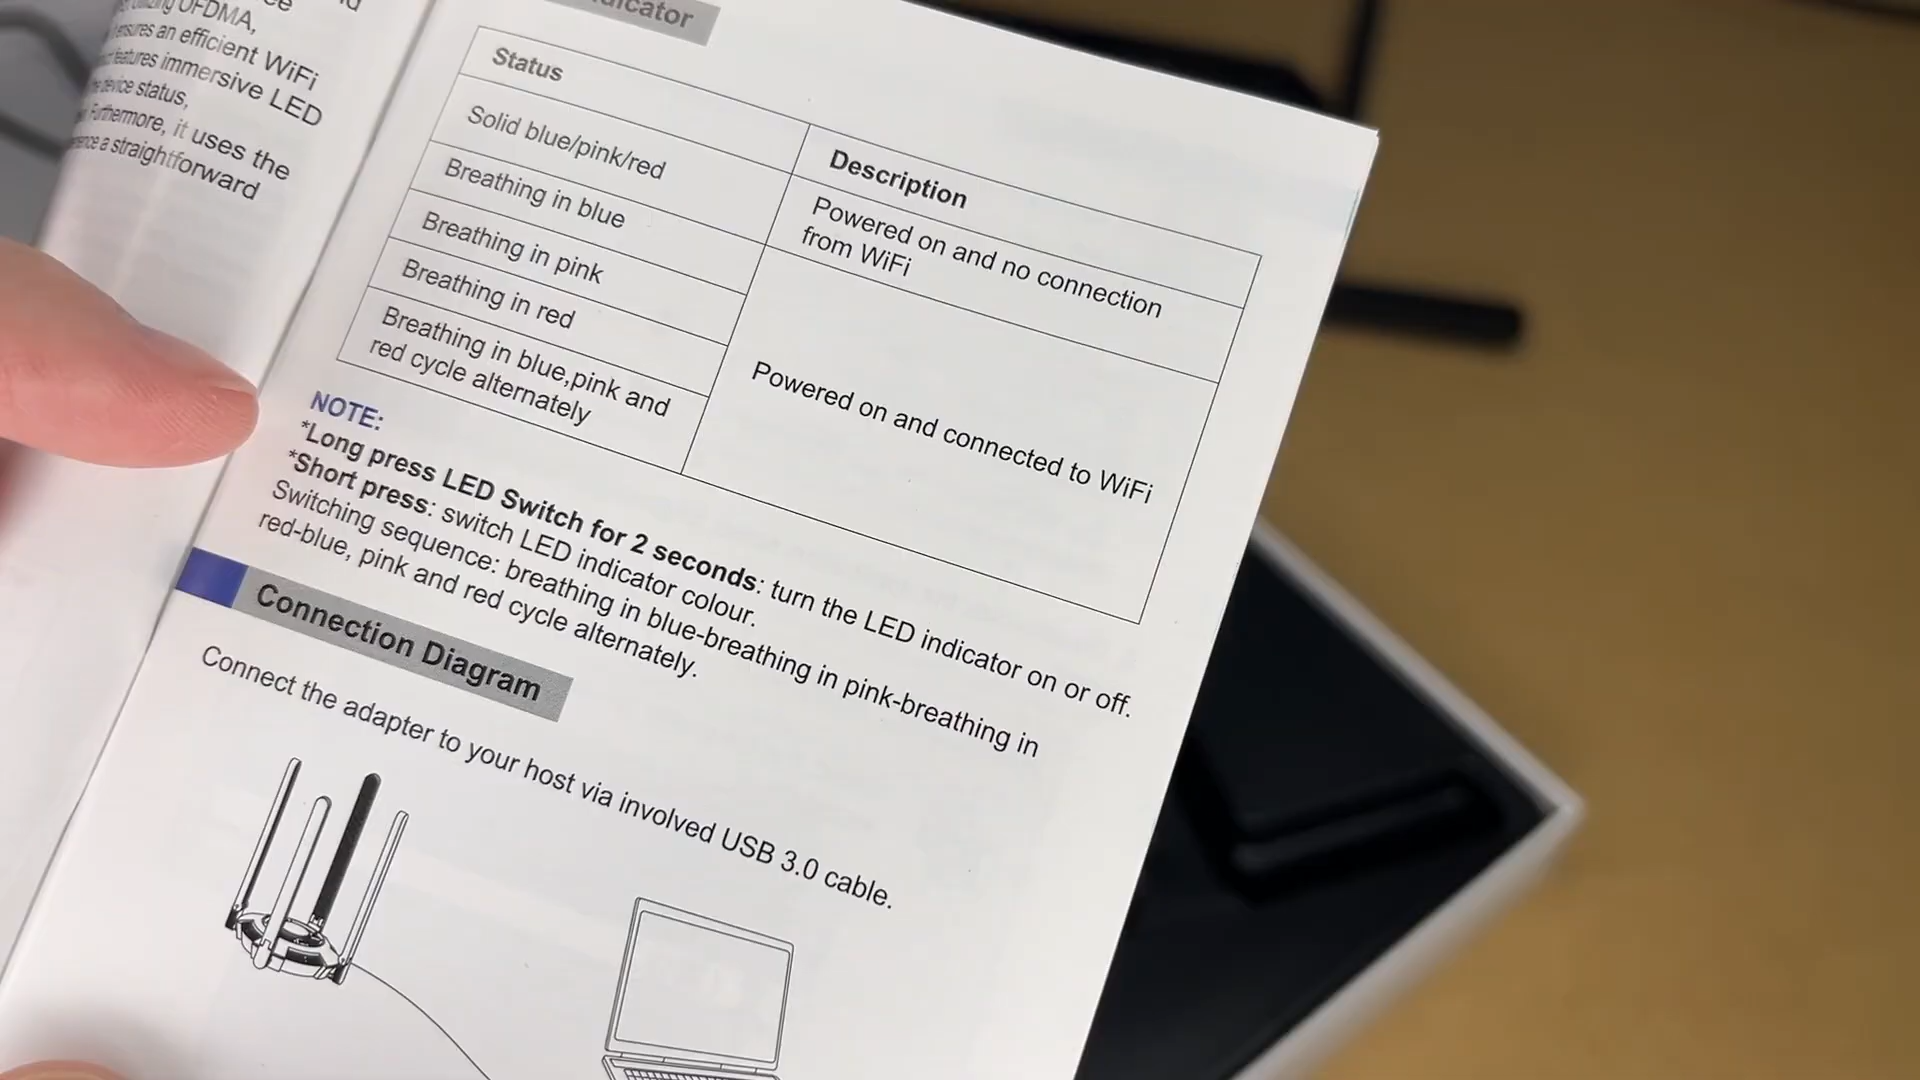 OFDMA,
an efficient WiFi
features immersive LED
device status,
Furthermore, it uses the
a straightforward
Status
Description
Solid blue/pink/red
Powered on and no connection
from WiFi
Breathing in blue
Breathing in pink
Breathing in red
Breathing in blue,pink and
red cycle alternately
Powered on and connected to WiFi
NOTE:
*Long press LED Switch for 2 seconds: turn the LED indicator on or off.
*Short press: switch LED indicator colour.
Switching sequence: breathing in blue-breathing in pink-breathing in
red-blue, pink and red cycle alternately.
Connection Diagram
Connect the adapter to your host via involved USB 3.0 cable.